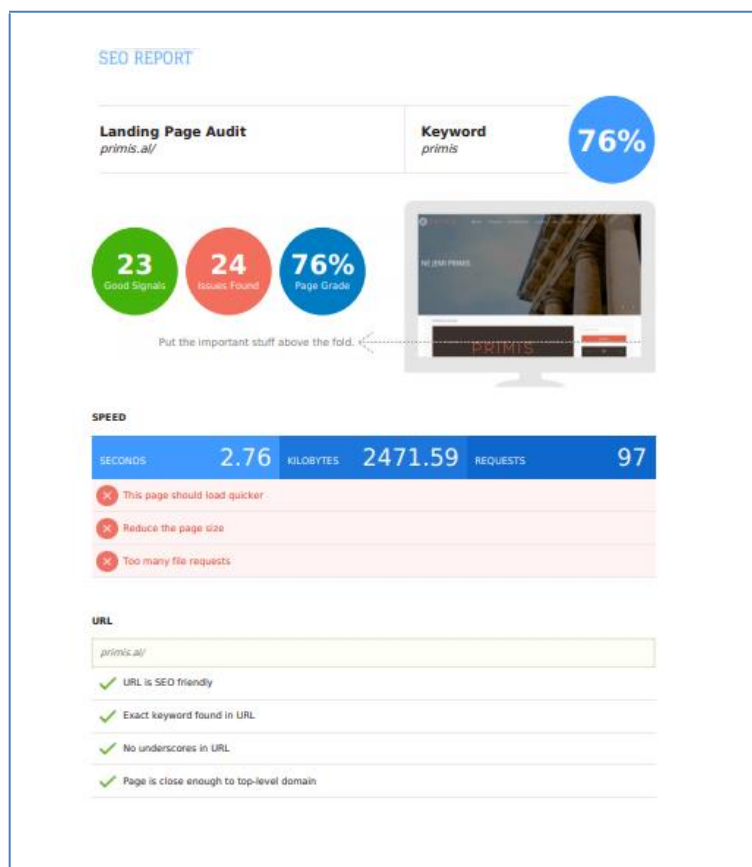 SEO REPORT
Landing Page Audit
primis.al/
Keyword
primis
76%
23
Good Signals
24
Issues Found
76%
Page Grade
NE JEMI PRIMIS
PRIMIS
Put the important stuff above the fold.
SPEED
SECONDS 2.76 KILOBYTES 2471.59 REQUESTS 97
This page should load quicker
Reduce the page size
Too many file requests
URL
primis.al/
URL is SEO friendly
Exact keyword found in URL
No underscores in URL
Page is close enough to top-level domain